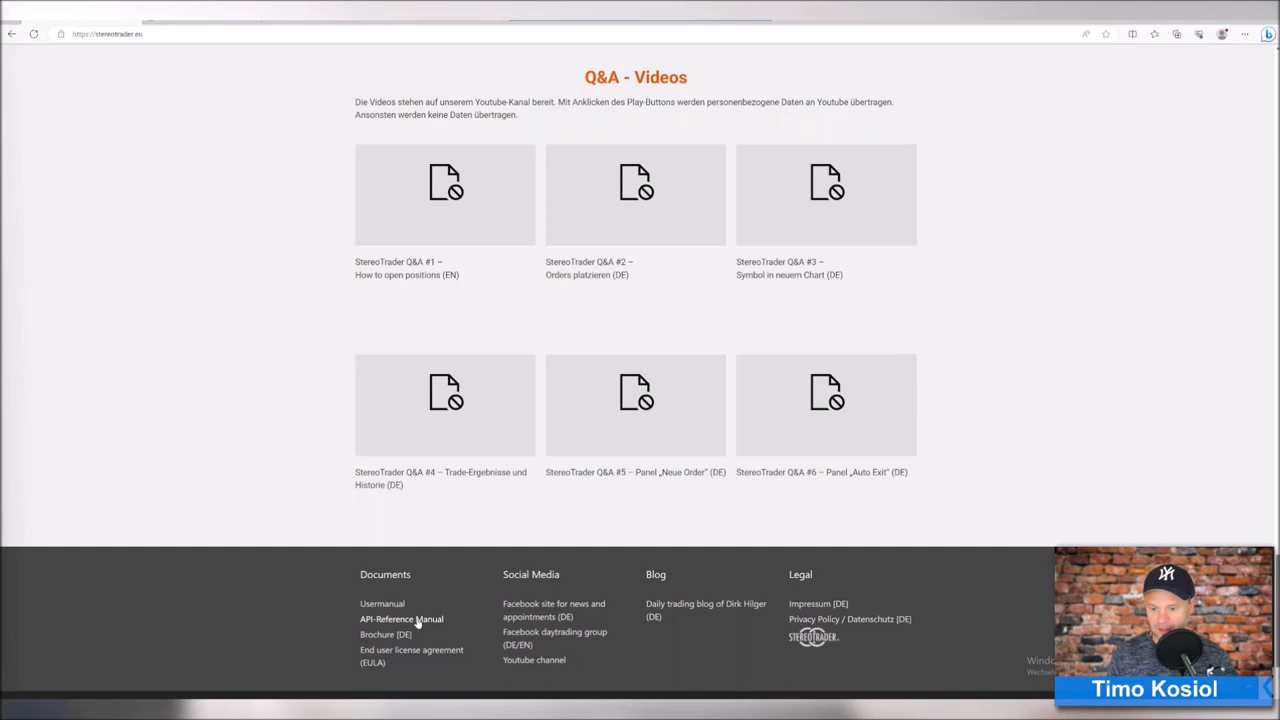 https://stereotrader.eu
Q&A - Videos
Die Videos stehen auf unserem Youtube-Kanal bereit. Mit Anklicken des Play-Buttons werden personenbezogene Daten an Youtube übertragen.
Ansonsten werden keine Daten übertragen.
StereoTrader Q&A #1 –
How to open positions (EN)
StereoTrader Q&A #2 –
Orders platzieren (DE)
StereoTrader Q&A #3 –
Symbol in neuem Chart (DE)
StereoTrader Q&A #4 – Trade-Ergebnisse und
Historie (DE)
StereoTrader Q&A #5 – Panel „Neue Order" (DE)
StereoTrader Q&A #6 – Panel „Auto Exit" (DE)
Documents
Usermanual
API-Reference Manual
Brochure [DE]
End user license agreement
(EULA)
Social Media
Facebook site for news and
appointments (DE)
Facebook daytrading group
(DE/EN)
Youtube channel
Blog
Daily trading blog of Dirk Hilger
(DE)
Legal
Impressum [DE]
Privacy Policy / Datenschutz [DE]
STEREOTRADER
Timo Kosiol